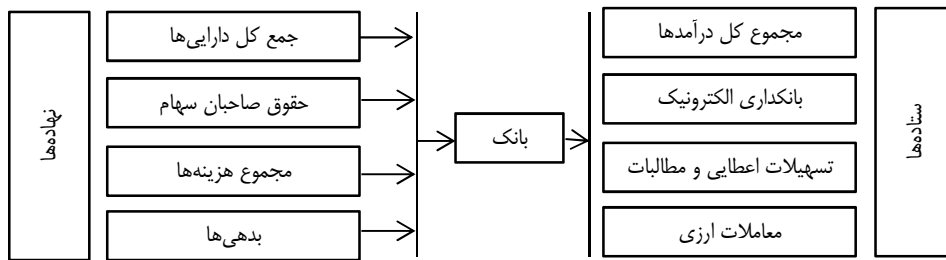 نهاده‌ها
جمع کل دارایی‌ها
حقوق صاحبان سهام
مجموع هزینه‌ها
بدهی‌ها
بانک
مجموع کل درآمدها
بانکداری الکترونیک
تسهیلات اعطایی و مطالبات
معاملات ارزی
ستاده‌ها